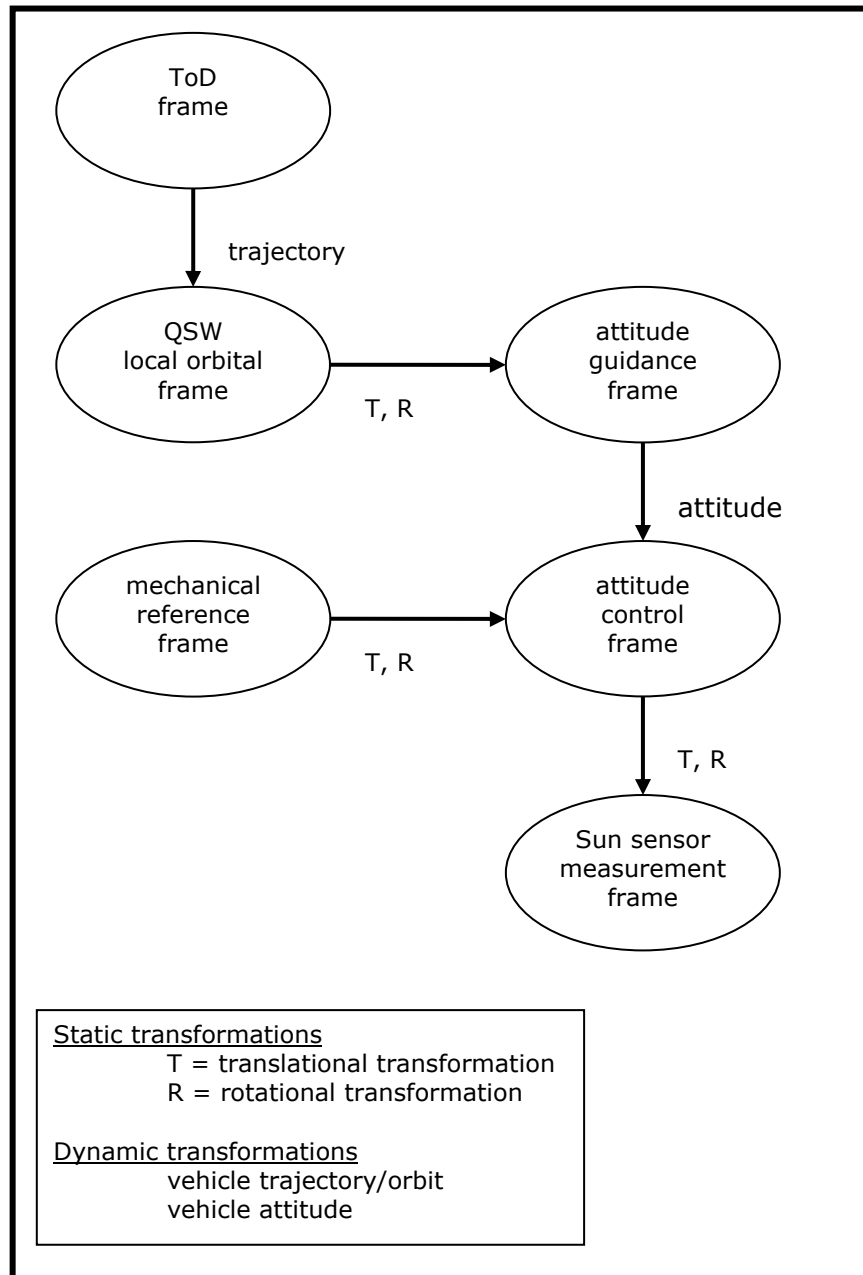 ToD
frame
trajectory
QSW
local orbital
frame
T, R
attitude
guidance
frame
attitude
mechanical
reference
frame
T, R
attitude
control
frame
T, R
Sun sensor
measurement
frame
Static transformations
T = translational transformation
R = rotational transformation
Dynamic transformations
vehicle trajectory/orbit
vehicle attitude